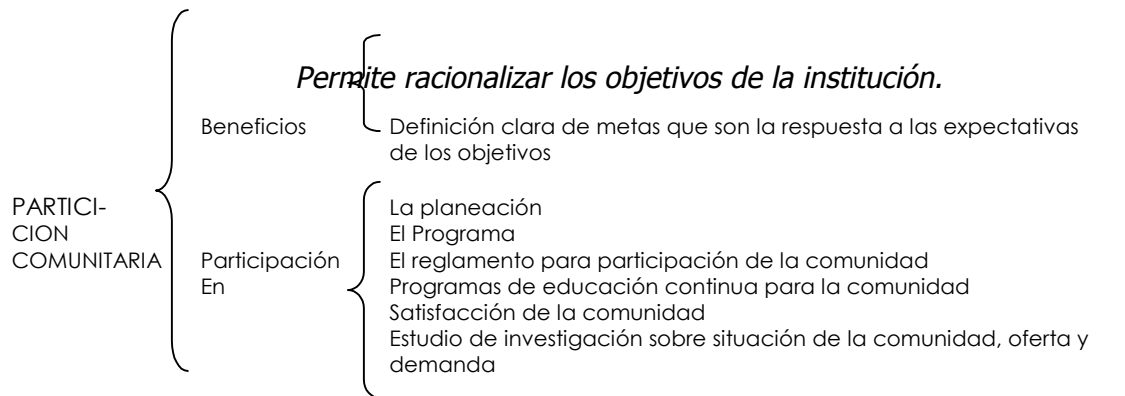 Permite racionalizar los objetivos de la institución.
Beneficios
Definición clara de metas que son la respuesta a las expectativas
de los objetivos
PARTICI-
CION
COMUNITARIA
Participación
En
La planeación
El Programa
El reglamento para participación de la comunidad
Programas de educación continua para la comunidad
Satisfacción de la comunidad
Estudio de investigación sobre situación de la comunidad, oferta y
demanda